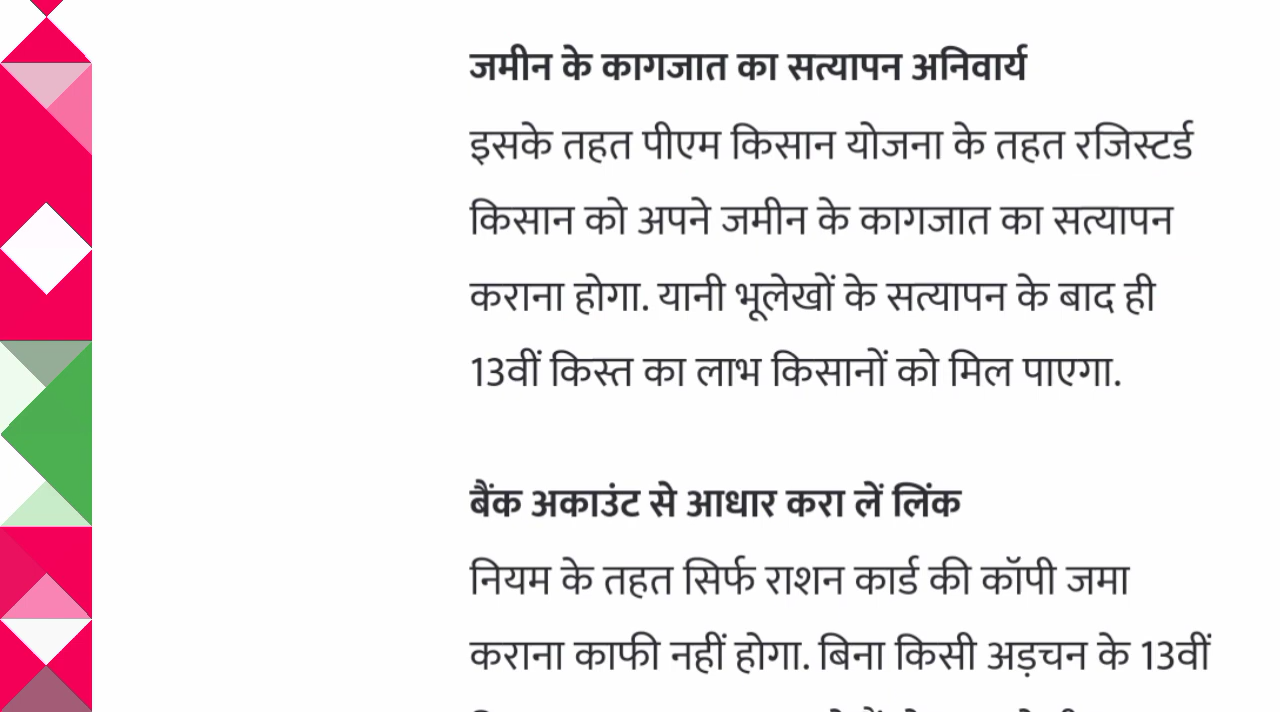 जमीन के कागजात का सत्यापन अनिवार्य
इसके तहत पीएम किसान योजना के तहत रजिस्टर्ड
किसान को अपने जमीन के कागजात का सत्यापन
कराना होगा. यानी भूलेखों के सत्यापन के बाद ही
13वीं किस्त का लाभ किसानों को मिल पाएगा.
बैंक अकाउंट से आधार करा लें लिंक
नियम के तहत सिर्फ राशन कार्ड की कॉपी जमा
कराना काफी नहीं होगा. बिना किसी अड़चन के 13वीं